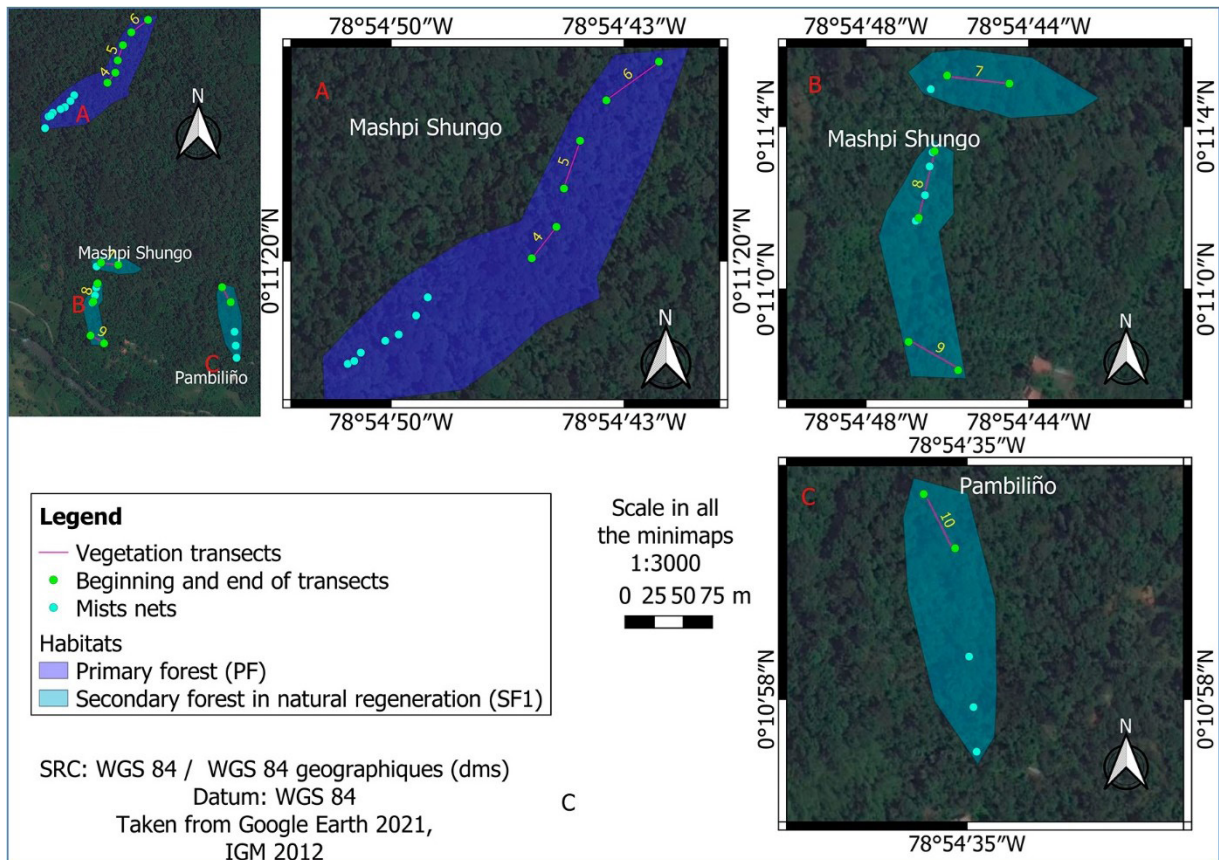 6
5
4
A
N
Mashpi Shungo
7
8
B
9
C
Pambiliño
78°54′50″W
78°54′43″W
A
Mashpi Shungo
6
5
4
0°11′20″N
0°11′20″N
N
78°54′50″W
78°54′43″W
78°54′48″W
78°54′44″W
B
7
0°11′4″N
0°11′4″N
Mashpi Shungo
8
0°11′0″N
0°11′0″N
9
N
78°54′48″W
78°54′44″W
78°54′35″W
C
Pambiliño
10
0°10′58″N
0°10′58″N
N
78°54′35″W
Legend
Vegetation transects
Beginning and end of transects
Mists nets
Habitats
Primary forest (PF)
Secondary forest in natural regeneration (SF1)
Scale in all
the minimaps
1:3000
0 25 50 75 m
SRC: WGS 84 / WGS 84 geographiques (dms)
Datum: WGS 84
Taken from Google Earth 2021,
IGM 2012
C